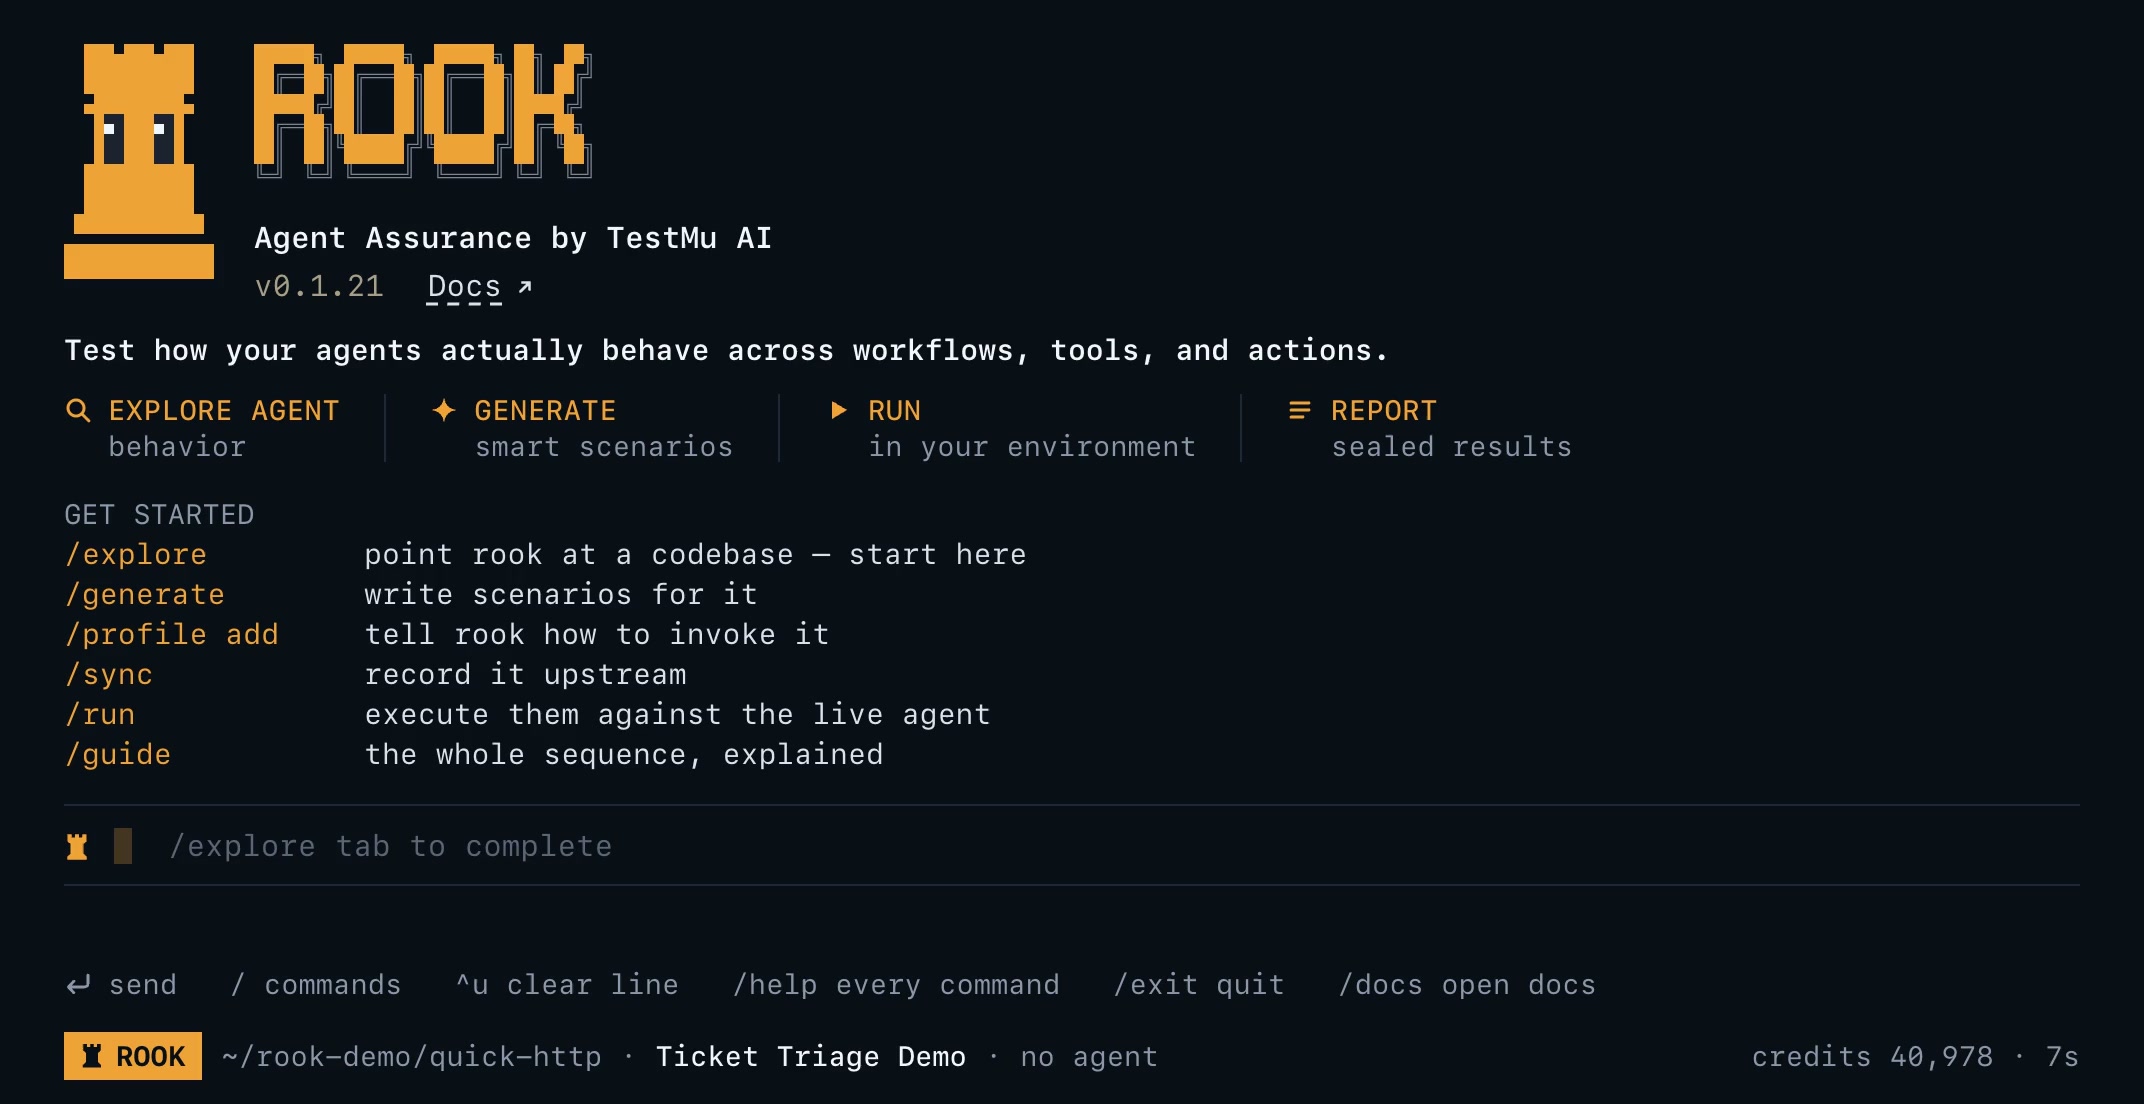 ROOK
Agent Assurance by TestMu AI
v0.1.21 Docs ↗
Test how your agents actually behave across workflows, tools, and actions.
EXPLORE AGENT GENERATE RUN REPORT
behavior smart scenarios in your environment sealed results
GET STARTED
/explore point rook at a codebase — start here
/generate write scenarios for it
/profile add tell rook how to invoke it
/sync record it upstream
/run execute them against the live agent
/guide the whole sequence, explained
/explore tab to complete
↵ send / commands ^u clear line /help every command /exit quit /docs open docs
ROOK ~/rook-demo/quick-http · Ticket Triage Demo · no agent credits 40,978 · 7s